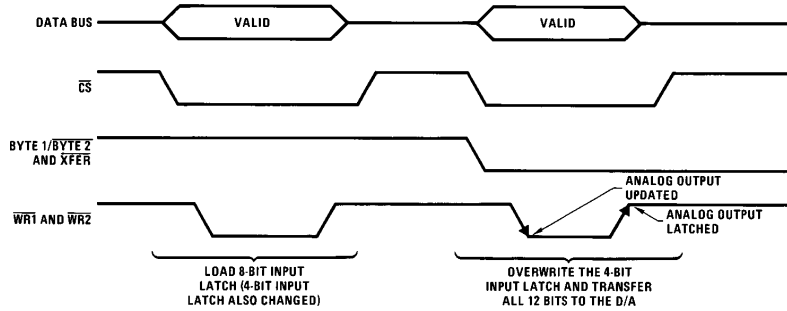 DATA BUS
VALID
VALID
CS
BYTE 1/BYTE 2
AND XFER
ANALOG OUTPUT
UPDATED
WR1 AND WR2
ANALOG OUTPUT
LATCHED
LOAD 8-BIT INPUT
LATCH (4-BIT INPUT
LATCH ALSO CHANGED)
OVERWRITE THE 4-BIT
INPUT LATCH AND TRANSFER
ALL 12 BITS TO THE D/A